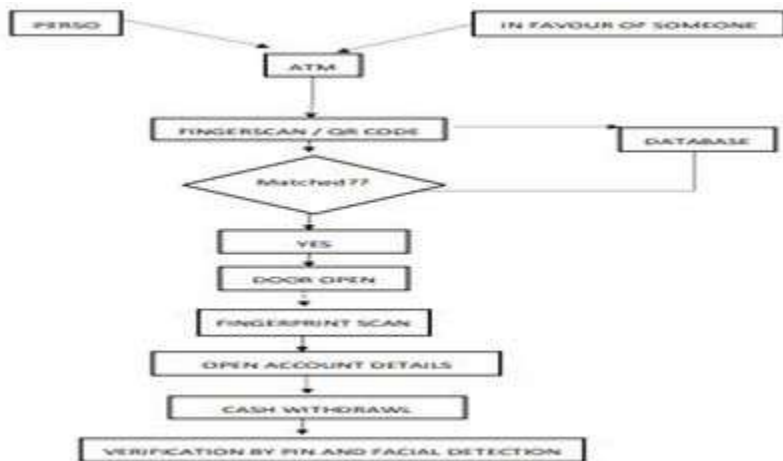 PERSO
IN FAVOUR OF SOMEONE
ATM
FINGERSCAN / QR CODE
DATABASE
Matched??
YES
DOOR OPEN
FINGERPRINT SCAN
OPEN ACCOUNT DETAILS
CASH WITHDRAWS
VERIFICATION BY PIN AND FACIAL DETECTION